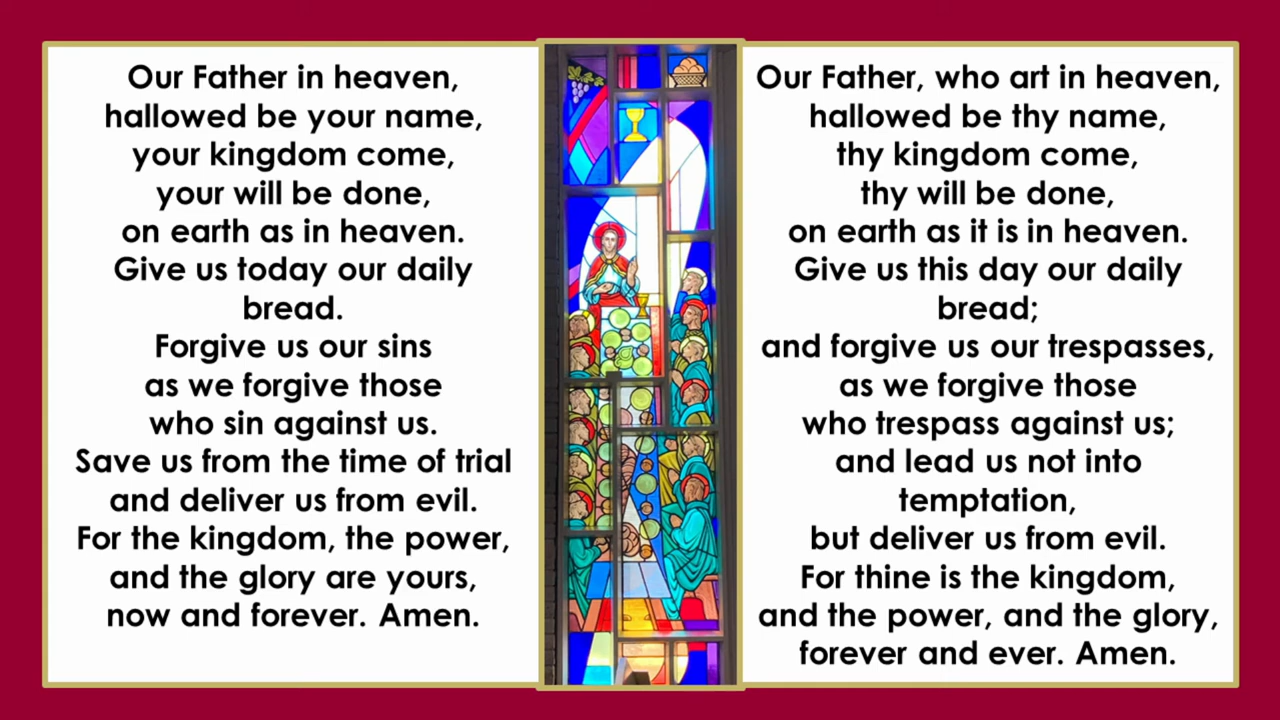 Our Father in heaven,
hallowed be your name,
your kingdom come,
your will be done,
on earth as in heaven.
Give us today our daily
bread.
Forgive us our sins
as we forgive those
who sin against us.
Save us from the time of trial
and deliver us from evil.
For the kingdom, the power,
and the glory are yours,
now and forever. Amen.
Our Father, who art in heaven,
hallowed be thy name,
thy kingdom come,
thy will be done,
on earth as it is in heaven.
Give us this day our daily
bread;
and forgive us our trespasses,
as we forgive those
who trespass against us;
and lead us not into
temptation,
but deliver us from evil.
For thine is the kingdom,
and the power, and the glory,
forever and ever. Amen.